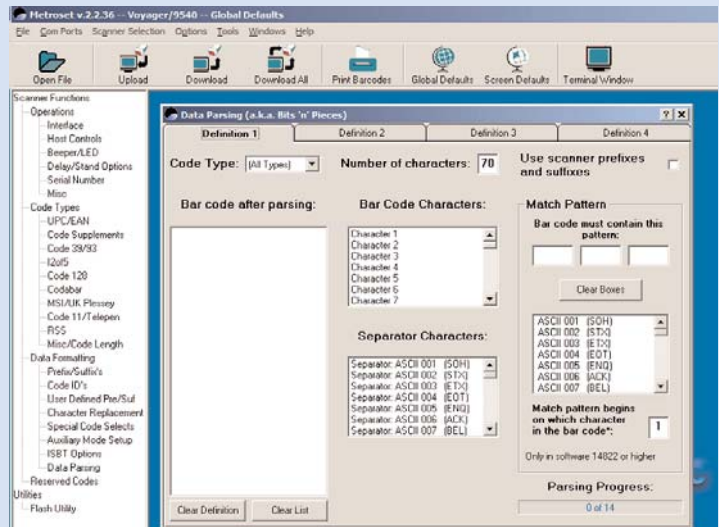 Metroset v.2.2.36 -- Voyager/9540 -- Global Defaults
File Com Ports Scanner Selection Options Tools Windows Help
Open File Upload Download Download All Print Barcodes Global Defaults Screen Defaults Terminal Window
Scanner Functions
Operations
Interface
Host Controls
Beeper/LED
Delay/Stand Options
Serial Number
Misc
Code Types
UPC/EAN
Code Supplements
Code 39/93
I2of5
Code 128
Codabar
MSI/UK Plessey
Code 11/Telepen
RSS
Misc/Code Length
Data Formatting
Prefix/Suffix's
Code ID's
User Defined Pre/Suf
Character Replacement
Special Code Selects
Auxiliary Mode Setup
ISBT Options
Data Parsing
Reserved Codes
Utilities
Flash Utility
Data Parsing (a.k.a. Bits 'n' Pieces)
Definition 1 Definition 2 Definition 3 Definition 4
Code Type: (All Types) Number of characters: 70 Use scanner prefixes
and suffixes
Bar code after parsing:
Clear Definition Clear List
Bar Code Characters:
Character 1
Character 2
Character 3
Character 4
Character 5
Character 6
Character 7
Separator Characters:
Separator: ASCII 001 (SOH)
Separator: ASCII 002 (STX)
Separator: ASCII 003 (ETX)
Separator: ASCII 004 (EOT)
Separator: ASCII 005 (ENQ)
Separator: ASCII 006 (ACK)
Separator: ASCII 007 (BEL)
Match Pattern
Bar code must contain this
pattern:
Clear Boxes
ASCII 001 (SOH)
ASCII 002 (STX)
ASCII 003 (ETX)
ASCII 004 (EOT)
ASCII 005 (ENQ)
ASCII 006 (ACK)
ASCII 007 (BEL)
Match pattern begins
on which character
in the bar code*: 1
Only in software 14822 or higher
Parsing Progress:
0 of 14